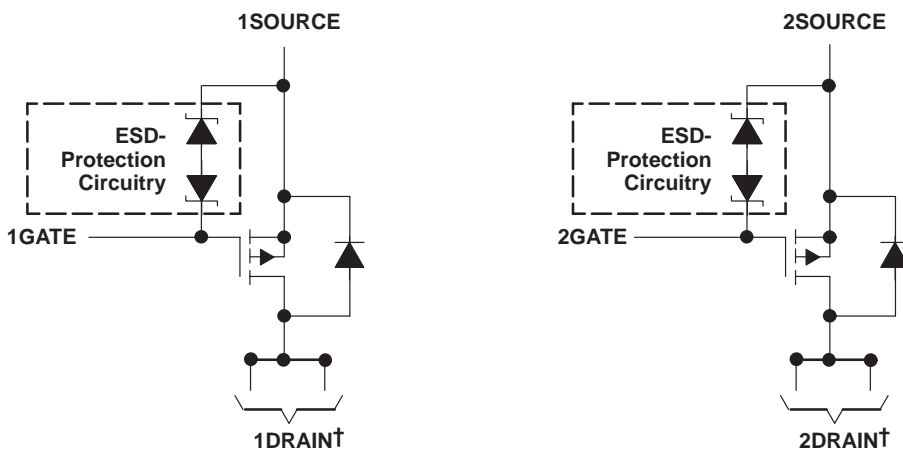 1SOURCE
2SOURCE
ESD-
Protection
Circuitry
ESD-
Protection
Circuitry
1GATE
2GATE
1DRAIN†
2DRAIN†